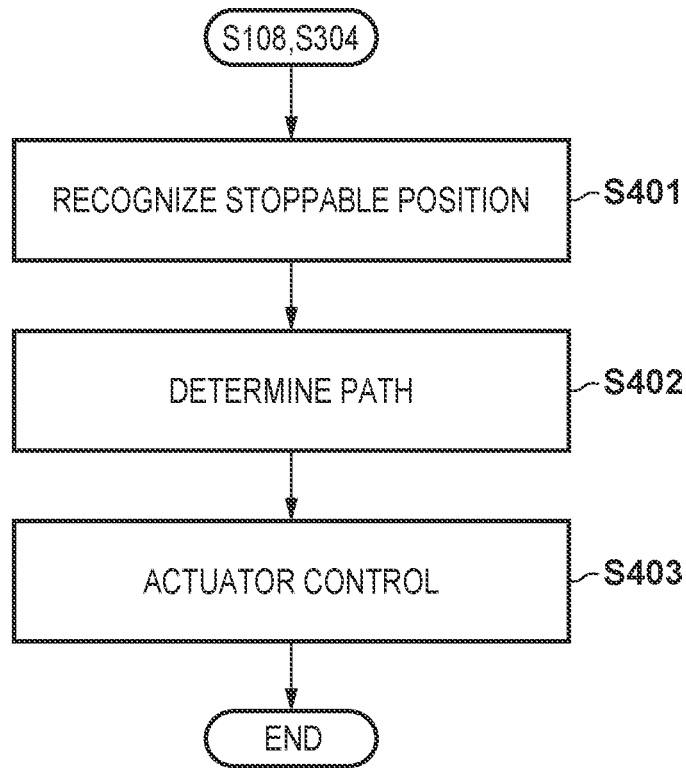 S108,S304
RECOGNIZE STOPPABLE POSITION
S401
DETERMINE PATH
S402
ACTUATOR CONTROL
S403
END